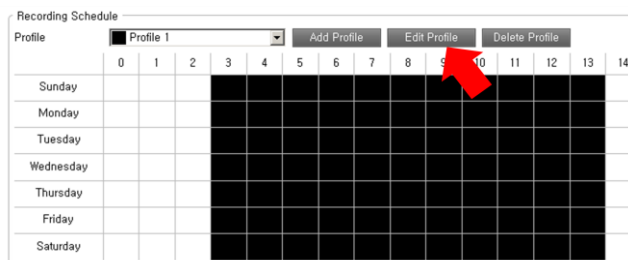 Recording Schedule
Profile Profile 1 Add Profile Edit Profile Delete Profile
0 1 2 3 4 5 6 7 8 9 10 11 12 13 14
Sunday
Monday
Tuesday
Wednesday
Thursday
Friday
Saturday